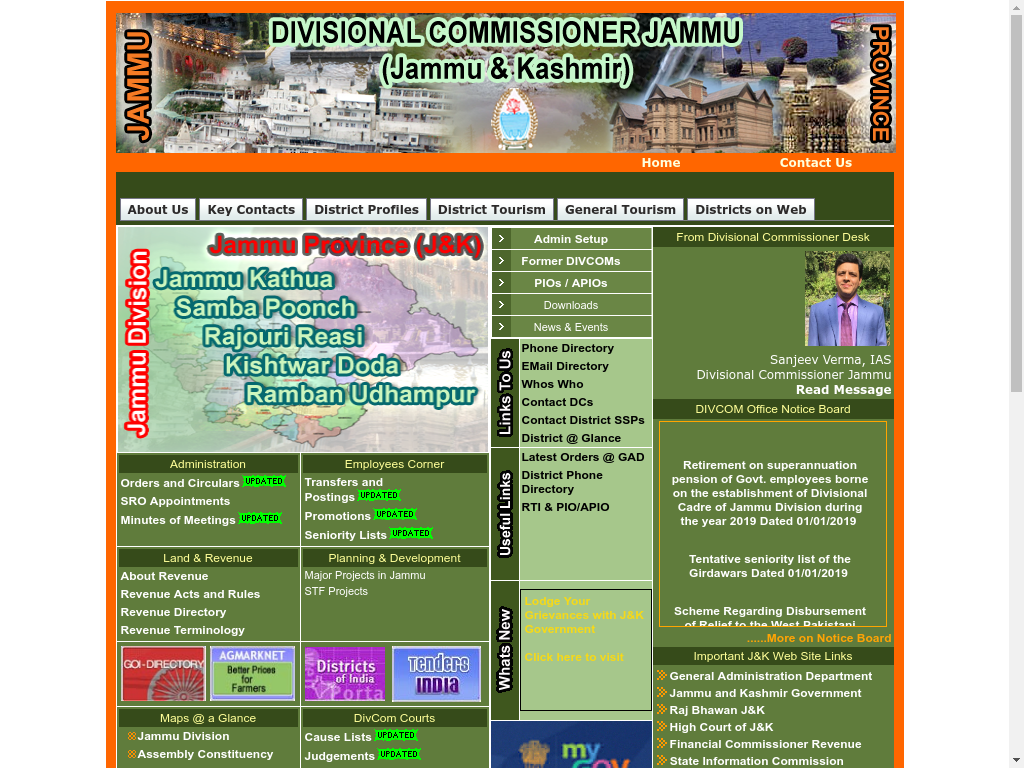 DIVISIONAL COMMISSIONER JAMMU
(Jammu & Kashmir)
JAMMU
PROVINCE
Home
Contact Us
About Us
Key Contacts
District Profiles
District Tourism
General Tourism
Districts on Web
Jammu Province (J&K)
Jammu Division
Jammu Kathua
Samba Poonch
Rajouri Reasi
Kishtwar Doda
Ramban Udhampur
Administration
Orders and Circulars UPDATED
SRO Appointments
Minutes of Meetings UPDATED
Employees Corner
Transfers and
Postings UPDATED
Promotions UPDATED
Seniority Lists UPDATED
Land & Revenue
About Revenue
Revenue Acts and Rules
Revenue Directory
Revenue Terminology
Planning & Development
Major Projects in Jammu
STF Projects
GOI-DIRECTORY
AGMARKNET
Better Prices
for
Farmers
Districts
of India
Portal
Tenders
INDIA
Maps @ a Glance
Jammu Division
Assembly Constituency
DivCom Courts
Cause Lists UPDATED
Judgements UPDATED
Admin Setup
Former DIVCOMs
PIOs / APIOs
Downloads
News & Events
Links To Us
Phone Directory
EMail Directory
Whos Who
Contact DCs
Contact District SSPs
District @ Glance
Useful Links
Latest Orders @ GAD
District Phone
Directory
RTI & PIO/APIO
Whats New
Lodge Your
Grievances with J&K
Government
Click here to visit
my
GOV
From Divisional Commissioner Desk
Sanjeev Verma, IAS
Divisional Commissioner Jammu
Read Message
DIVCOM Office Notice Board
Retirement on superannuation
pension of Govt. employees borne
on the establishment of Divisional
Cadre of Jammu Division during
the year 2019 Dated 01/01/2019
Tentative seniority list of the
Girdawars Dated 01/01/2019
Scheme Regarding Disbursement
of Relief to the West Pakistani
......More on Notice Board
Important J&K Web Site Links
General Administration Department
Jammu and Kashmir Government
Raj Bhawan J&K
High Court of J&K
Financial Commissioner Revenue
State Information Commission